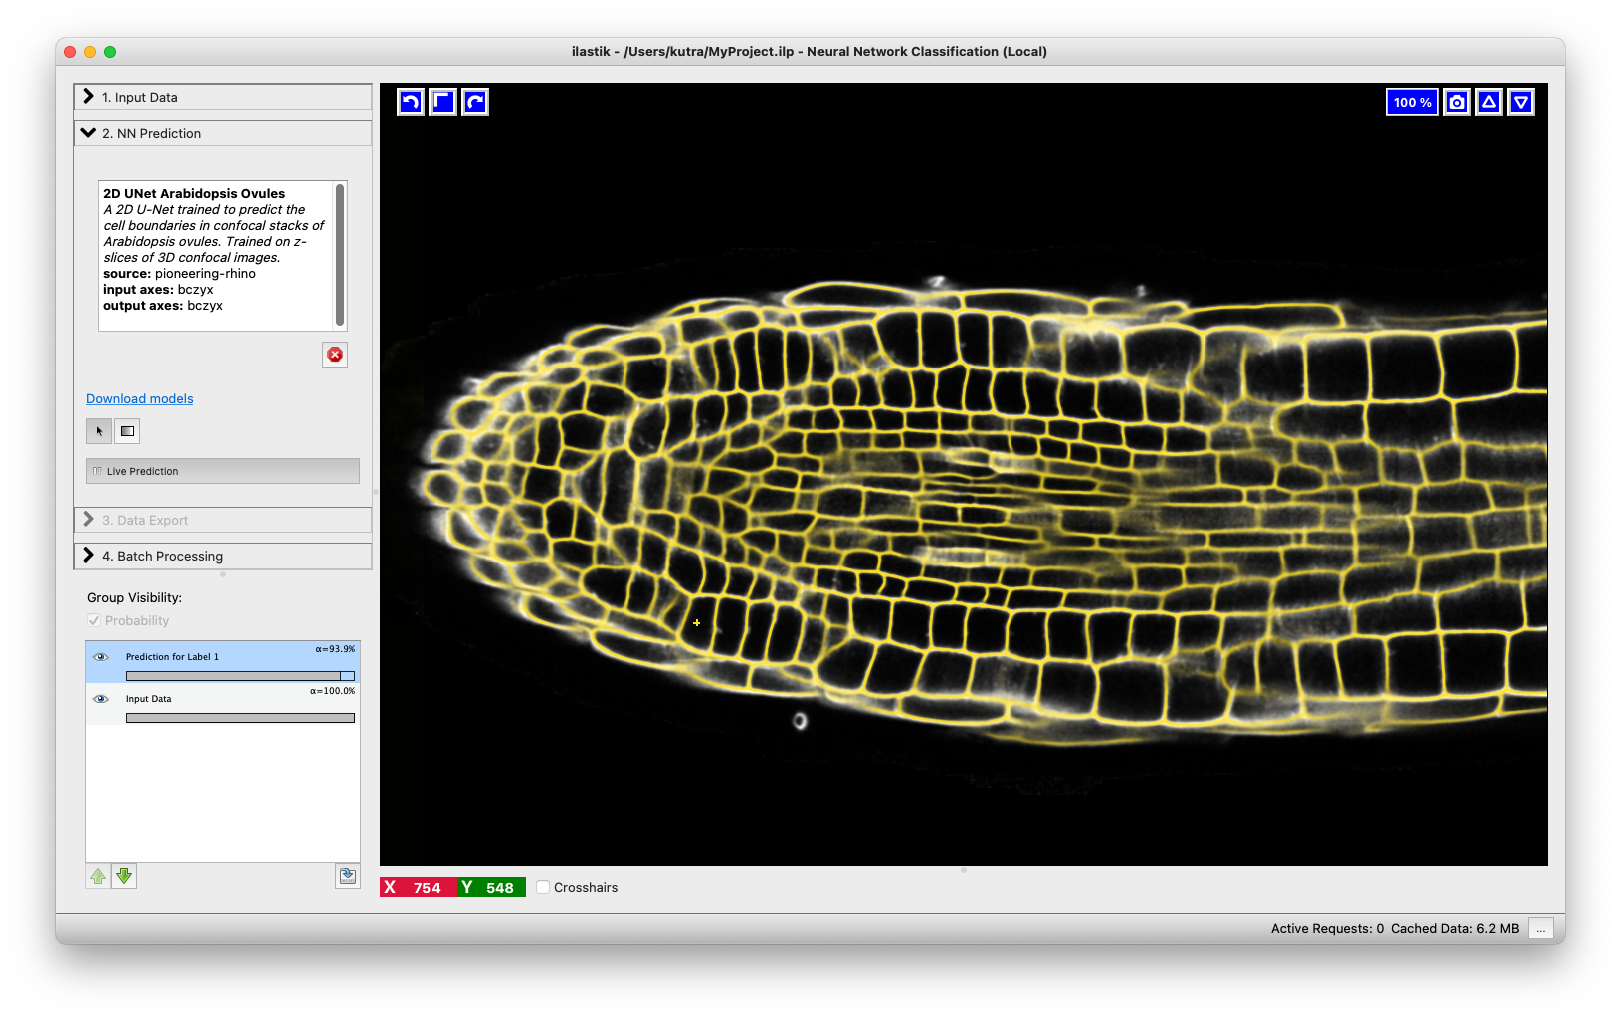 ilastik - /Users/kutra/MyProject.ilp - Neural Network Classification (Local)
1. Input Data
2. NN Prediction
2D UNet Arabidopsis Ovules
A 2D U-Net trained to predict the
cell boundaries in confocal stacks of
Arabidopsis ovules. Trained on z-
slices of 3D confocal images.
source: pioneering-rhino
input axes: bczyx
output axes: bczyx
Download models
Live Prediction
3. Data Export
4. Batch Processing
Group Visibility:
Probability
α=93.9%
Prediction for Label 1
α=100.0%
Input Data
100 %
X 754 Y 548 Crosshairs
Active Requests: 0 Cached Data: 6.2 MB ...